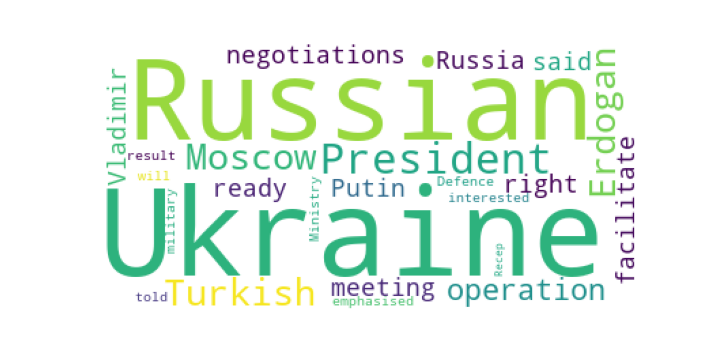 negotiations
Russia
said
Russian
Vladimir
Erdogan
result
Moscow
President
facilitate
will
ready
Ministry
Putin
Defence
right
interested
military
Ukraine
Recep
told
Turkish
meeting
emphasised
operation